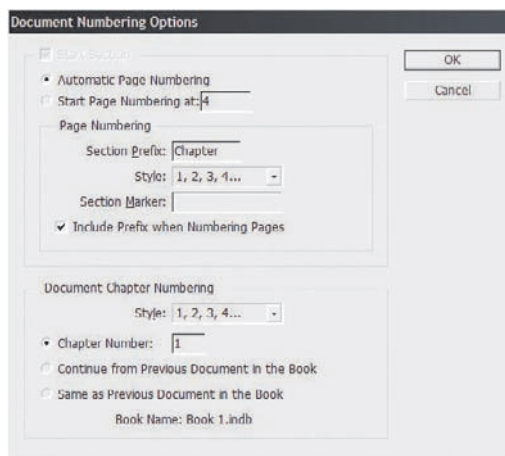 Document Numbering Options
Start Section
OK
Automatic Page Numbering
Cancel
Start Page Numbering at: 4
Page Numbering
Section Prefix: Chapter
Style: 1, 2, 3, 4...
Section Marker:
Include Prefix when Numbering Pages
Document Chapter Numbering
Style: 1, 2, 3, 4...
Chapter Number: 1
Continue from Previous Document in the Book
Same as Previous Document in the Book
Book Name: Book 1.indb